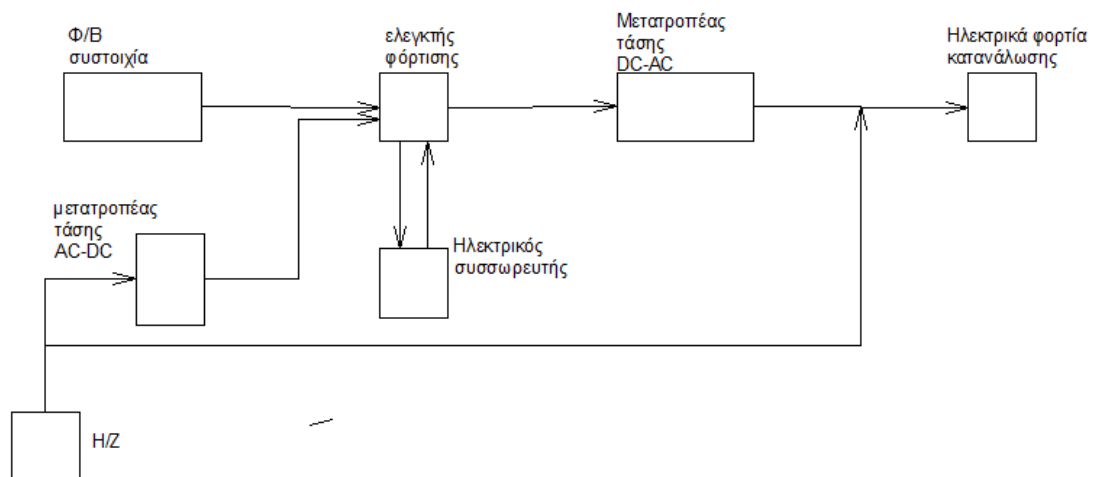 Φ/Β
συστοιχία
ελεγκτής
φόρτισης
Μετατροπέας
τάσης
DC-AC
Ηλεκτρικά φορτία
κατανάλωσης
μετατροπέας
τάσης
AC-DC
Ηλεκτρικός
συσσωρευτής
Η/Ζ